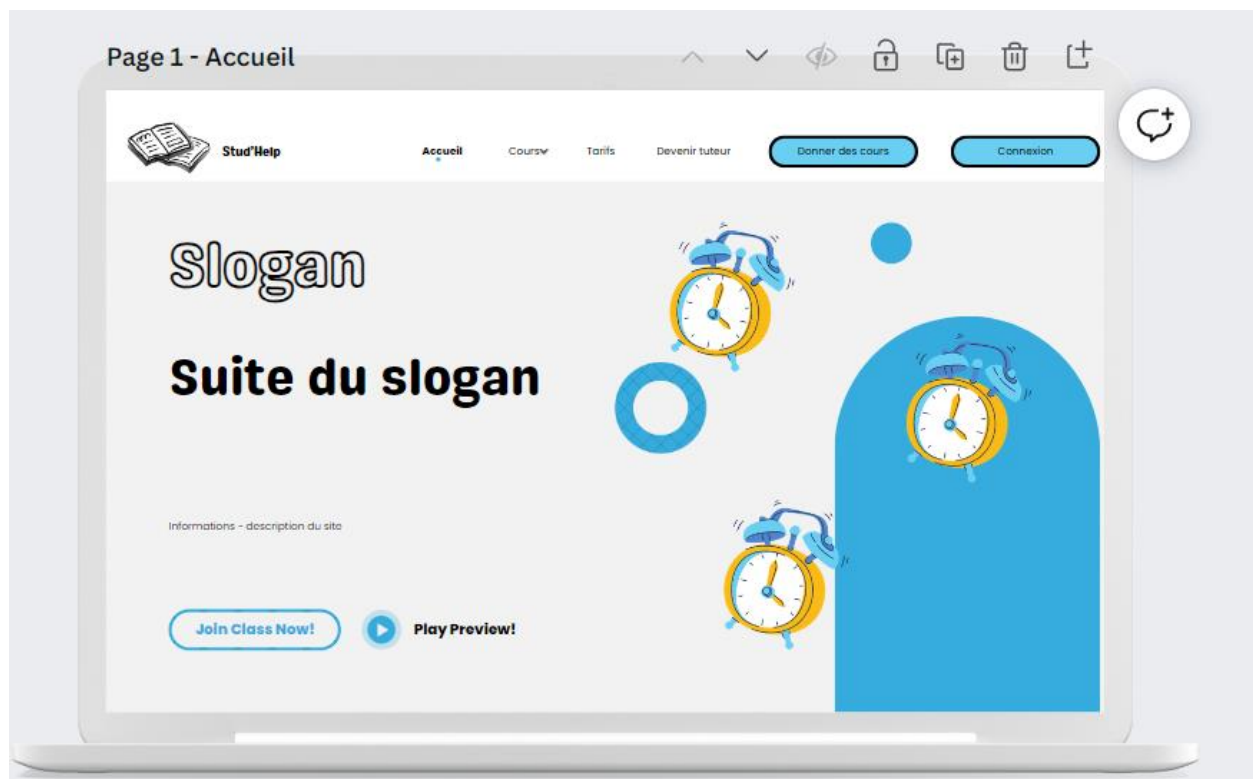 Page 1 - Accueil
Stud'Help
Accueil
Cours
Tarifs
Devenir tuteur
Donner des cours
Connexion
Slogan
Suite du slogan
Informations - description du site
Join Class Now!
Play Preview!